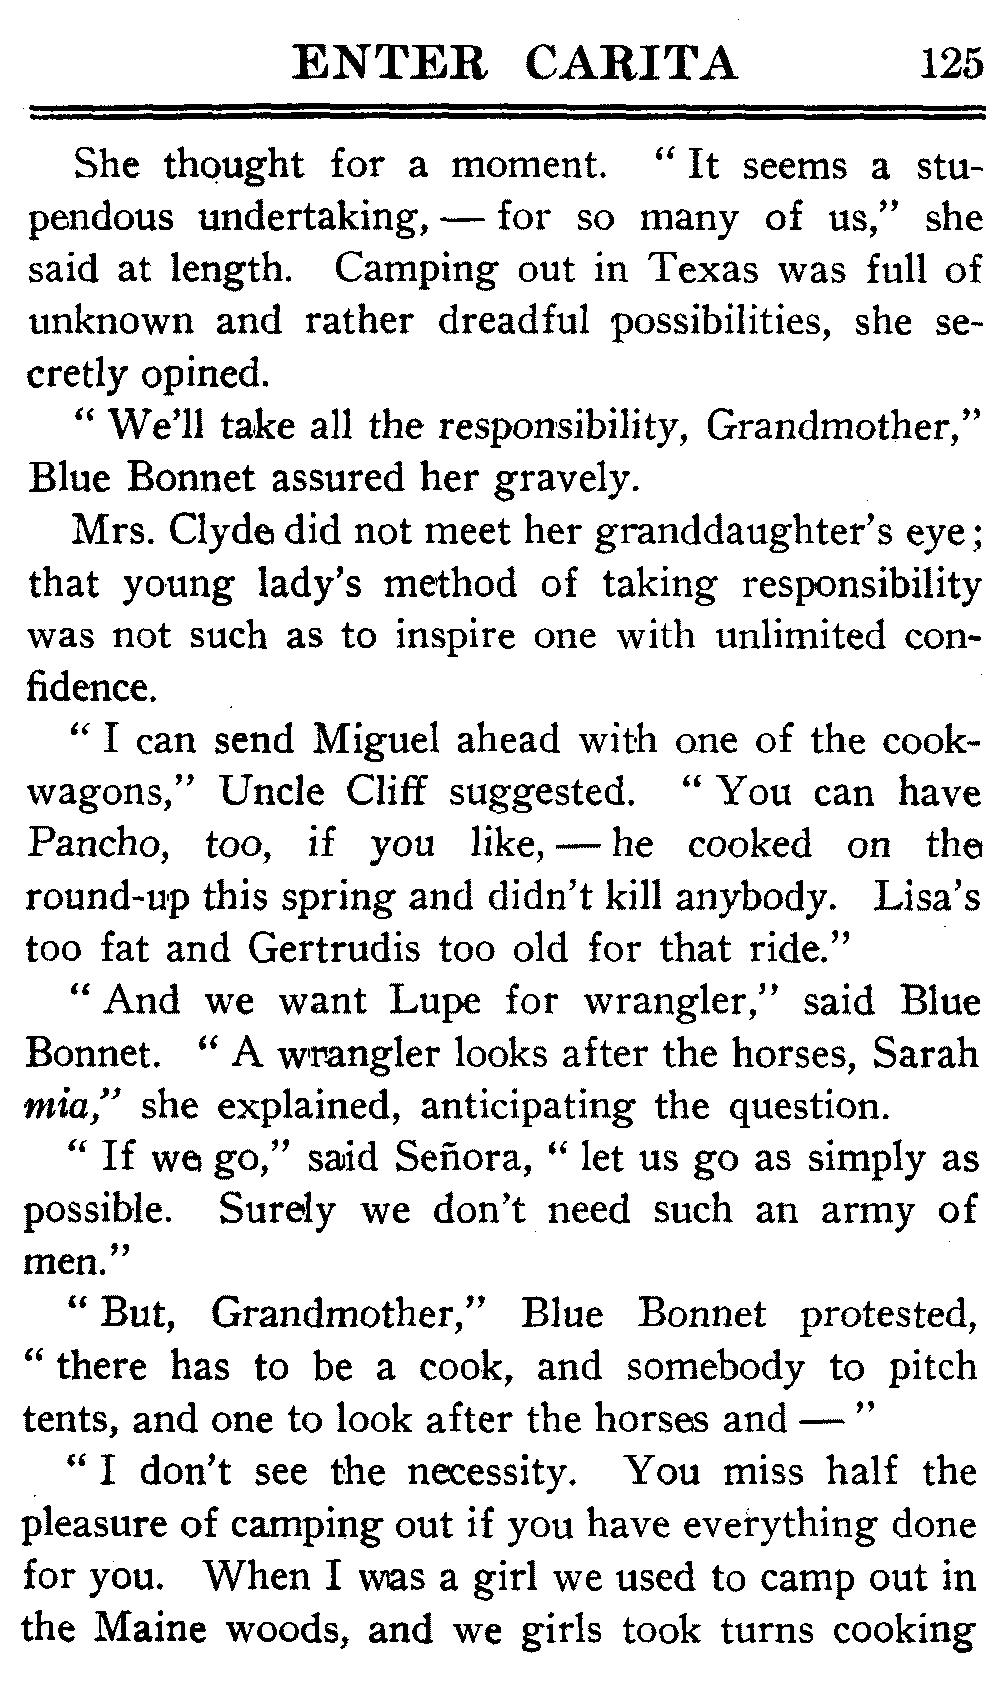 ENTER CARITA 125
She thought for a moment. “ It seems a stu-
pendous undertaking, — for so many of us,” she
said at length. Camping out in Texas was full of
unknown and rather dreadful possibilities, she se-
cretly opined.
“ We’ll take all the responsibility, Grandmother,”
Blue Bonnet assured her gravely.
Mrs. Clyde did not meet her granddaughter’s eye;
that young lady’s method of taking responsibility
was not such as to inspire one with unlimited con-
fidence.
“ I can send Miguel ahead with one of the cook-
wagons,” Uncle Cliff suggested. “ You can have
Pancho, too, if you like, — he cooked on the
round-up this spring and didn’t kill anybody. Lisa’s
too fat and Gertrudis too old for that ride.”
“ And we want Lupe for wrangler,” said Blue
Bonnet. “ A wrangler looks after the horses, Sarah
mia,” she explained, anticipating the question.
“ If we go,” said Señora, “ let us go as simply as
possible. Surely we don’t need such an army of
men.”
“ But, Grandmother,” Blue Bonnet protested,
“ there has to be a cook, and somebody to pitch
tents, and one to look after the horses and — ”
“ I don’t see the necessity. You miss half the
pleasure of camping out if you have everything done
for you. When I was a girl we used to camp out in
the Maine woods, and we girls took turns cooking